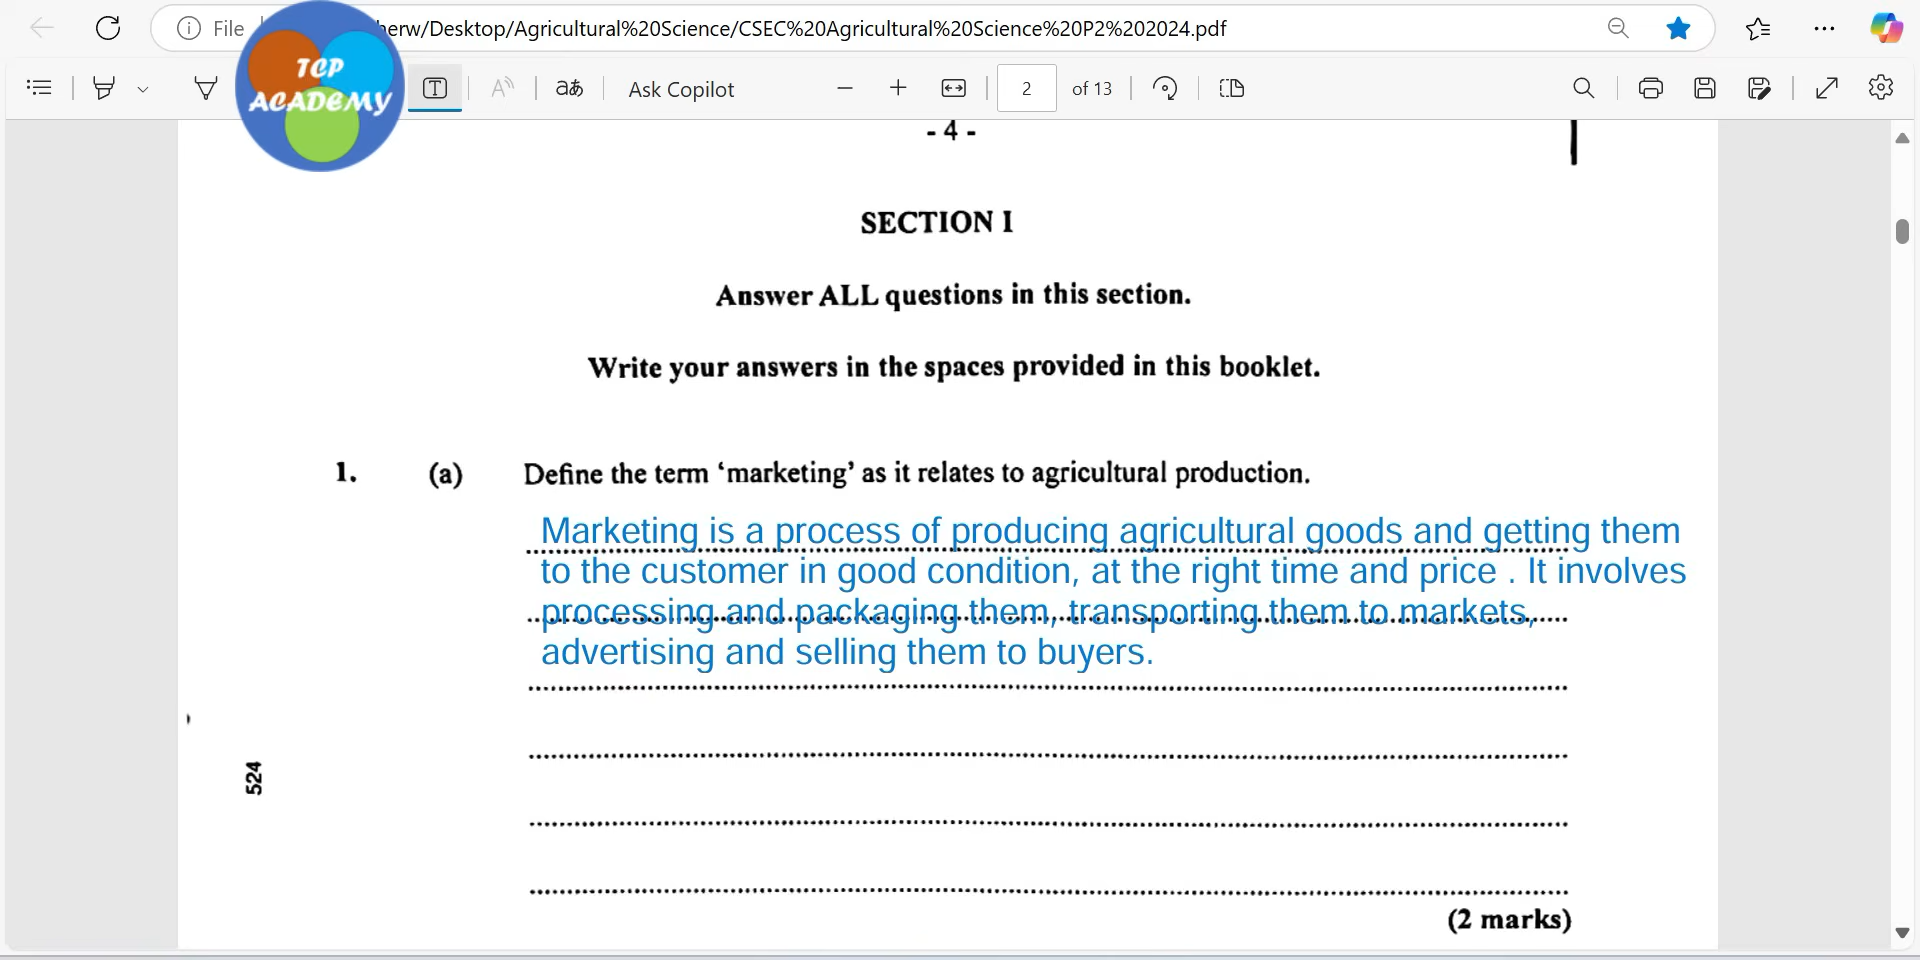 File
herw/Desktop/Agricultural%20Science/CSEC%20Agricultural%20Science%20P2%202024.pdf
TCP
ACADEMY
Ask Copilot
2
of 13
- 4 -
SECTION I
Answer ALL questions in this section.
Write your answers in the spaces provided in this booklet.
1. (a) Define the term ‘marketing’ as it relates to agricultural production.
Marketing is a process of producing agricultural goods and getting them
to the customer in good condition, at the right time and price . It involves
processing and packaging them, transporting them to markets,
advertising and selling them to buyers.
524
(2 marks)